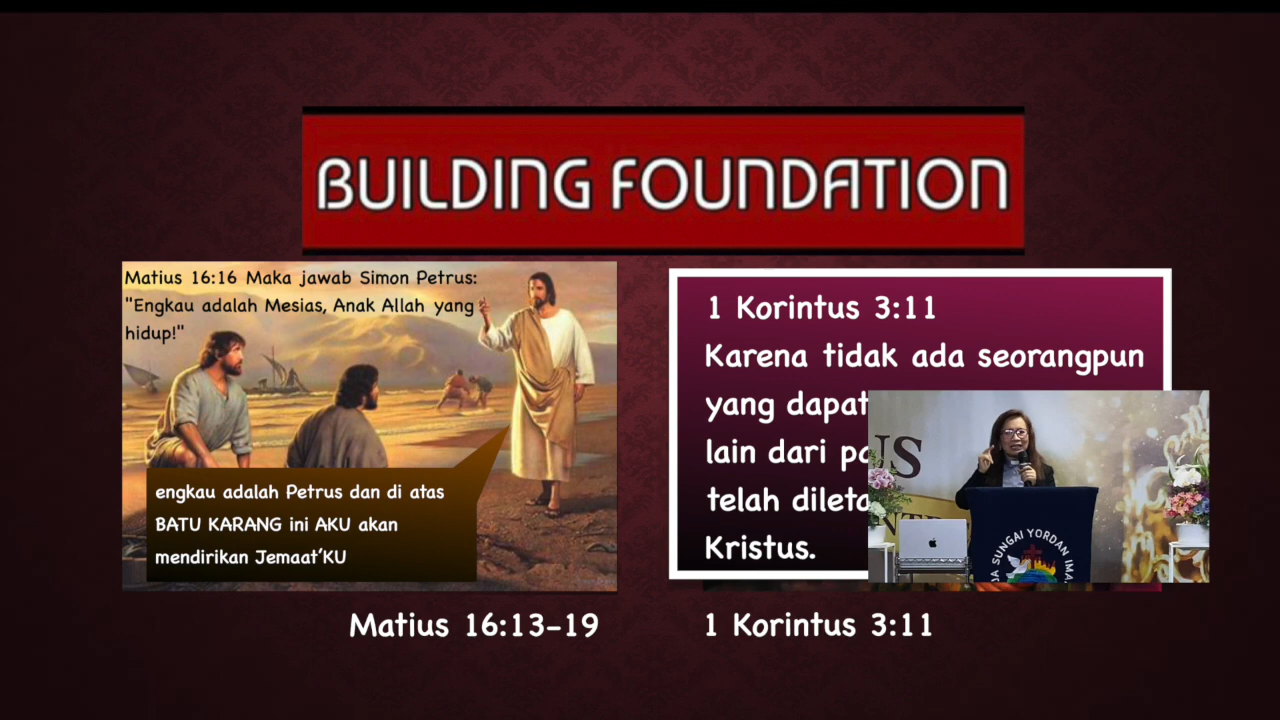 BUILDING FOUNDATION
Matius 16:16 Maka jawab Simon Petrus:
"Engkau adalah Mesias, Anak Allah yang
hidup!"
engkau adalah Petrus dan di atas
BATU KARANG ini AKU akan
mendirikan Jemaat'KU
Matius 16:13-19
1 Korintus 3:11
Karena tidak ada seorangpun
yang dapat
lain dari
telah
Kristus.
SUNGAI YORDAN
1 Korintus 3:11